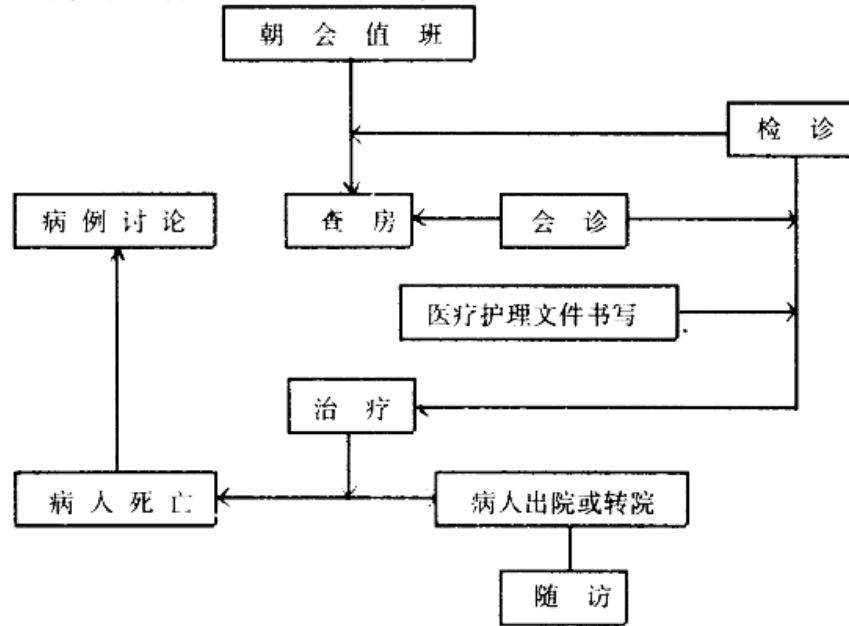 朝会值班
检诊
病例讨论
查房
会诊
医疗护理文件书写
治疗
病人死亡
病人出院或转院
随访